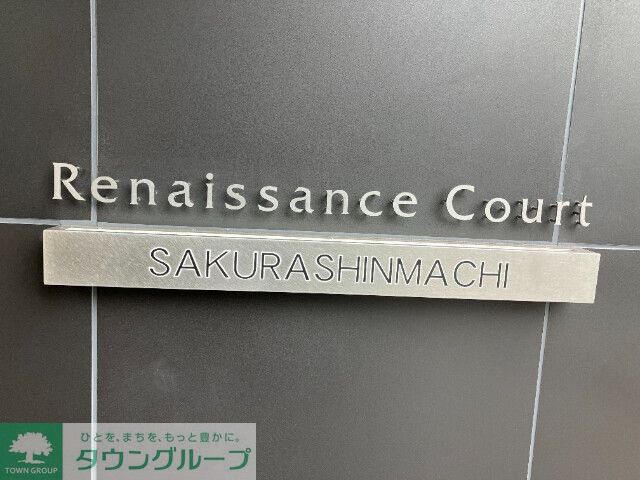 Renaissance Court
SAKURASHINMACHI
ひとを、まちを、もっと豊かに。
タウングループ
TOWN GROUP